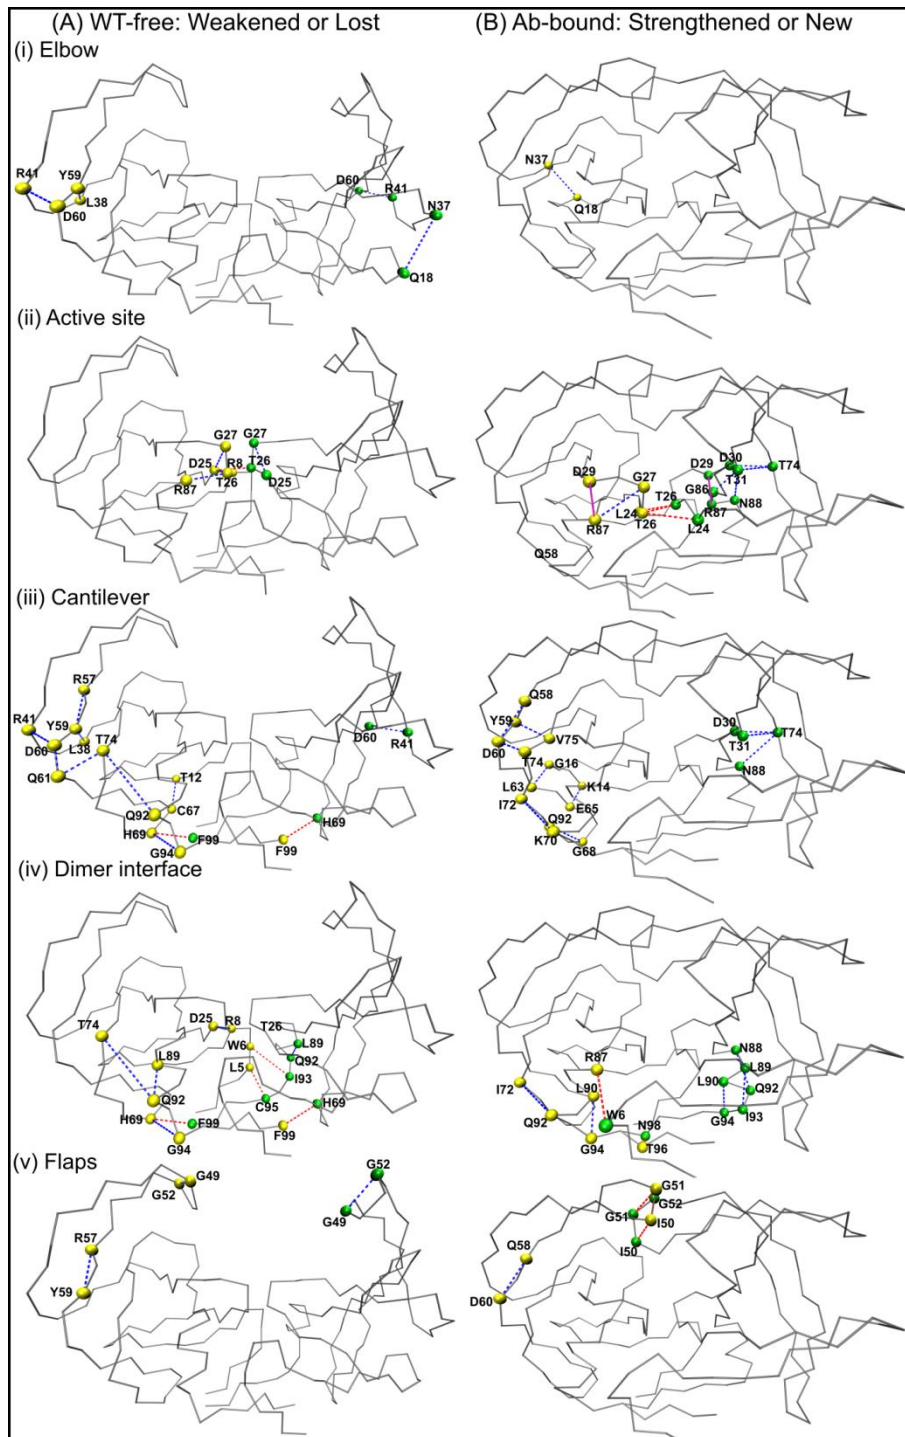 (A) WT-free: Weakened or Lost
(B) Ab-bound: Strengthened or New
(i) Elbow
R41
Y59
L38
D60
D60
R41
N37
Q18
N37
Q18
(ii) Active site
G27
G27
D25
R8
T26
T26
D25
R87
D29
G27
L24
T26
T26
R87
Q58
D30
D29
T31
T74
G86
R87
N88
L24
(iii) Cantilever
R57
R41
Y59
D60
L38
T74
Q61
T12
C67
Q92
H69
F99
G94
F99
H69
D60
R41
Q58
Y59
D60
V75
T74
G16
L63
K14
I72
E65
Q92
K70
G68
D30
T31
T74
N88
(iv) Dimer interface
T74
D25
R8
T26
W6
L89
Q92
L89
L5
I93
Q92
C95
H69
F99
H69
G94
F99
R87
N88
I72
L90
L89
L90
Q92
Q92
W6
G94
I93
G94
N98
T96
(v) Flaps
G52
G49
G52
G49
R57
Y59
G51
G52
G51
I50
I50
Q58
D60